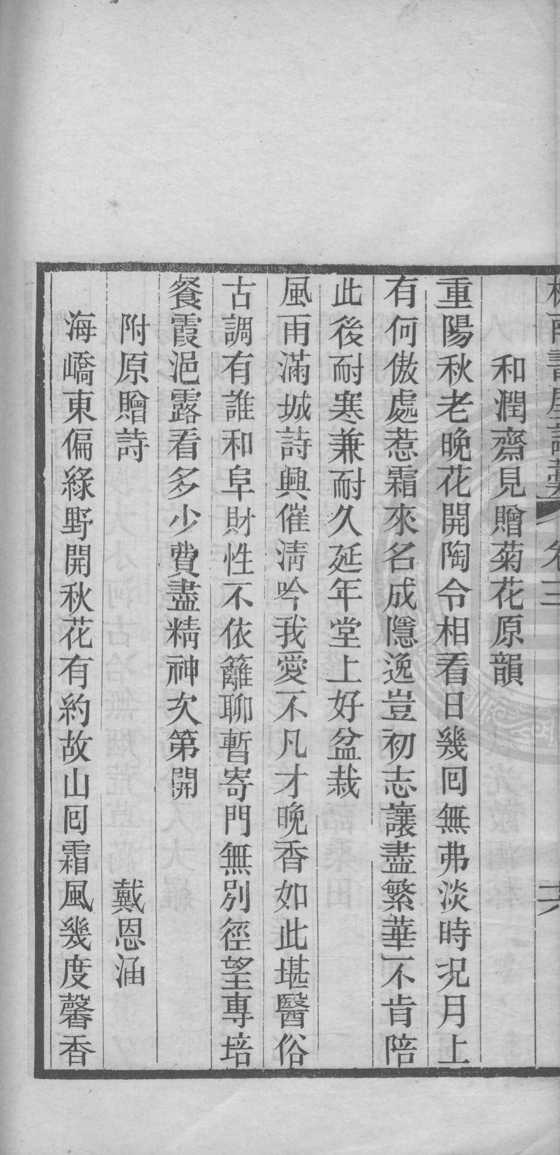 和潤齋見贈菊花原韻
重陽秋老晚花開陶令相看日幾囘無弗淡時況月上
有何傲處惹霜來名成隱逸豈初志讓盡繁華不肯陪
此後耐寒兼耐久延年堂上好盆栽
風雨滿城詩興催淸吟我愛不凡才晚香如此堪醫俗
古調有誰和阜財性不依籬聊暫寄門無別徑望專培
餐霞浥露看多少費盡精神次第開
附原贈詩　戴恩涵
海嶠東偏綠野開秋花有約故山囘霜風幾度馨香